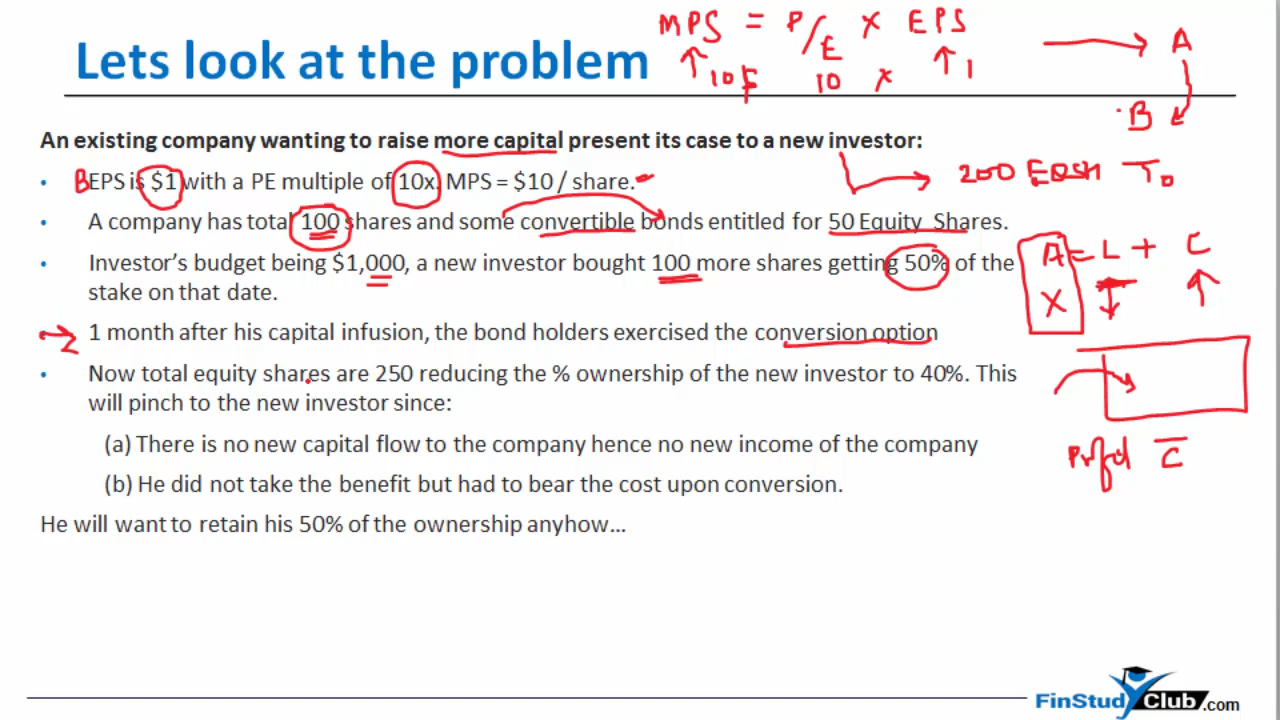 MPS = P/E x EPS
Lets look at the problem
10F 10 x 1
A
B
An existing company wanting to raise more capital present its case to a new investor:
• BEPS is $1 with a PE multiple of 10x. MPS = $10 / share.
200 EQSH T0
• A company has total 100 shares and some convertible bonds entitled for 50 Equity Shares.
A = L + C
• Investor's budget being $1,000, a new investor bought 100 more shares getting 50% of the
stake on that date.
X
1 month after his capital infusion, the bond holders exercised the conversion option
• Now total equity shares are 250 reducing the % ownership of the new investor to 40%. This
will pinch to the new investor since:
(a) There is no new capital flow to the company hence no new income of the company
(b) He did not take the benefit but had to bear the cost upon conversion.
He will want to retain his 50% of the ownership anyhow...
FinStudyClub.com